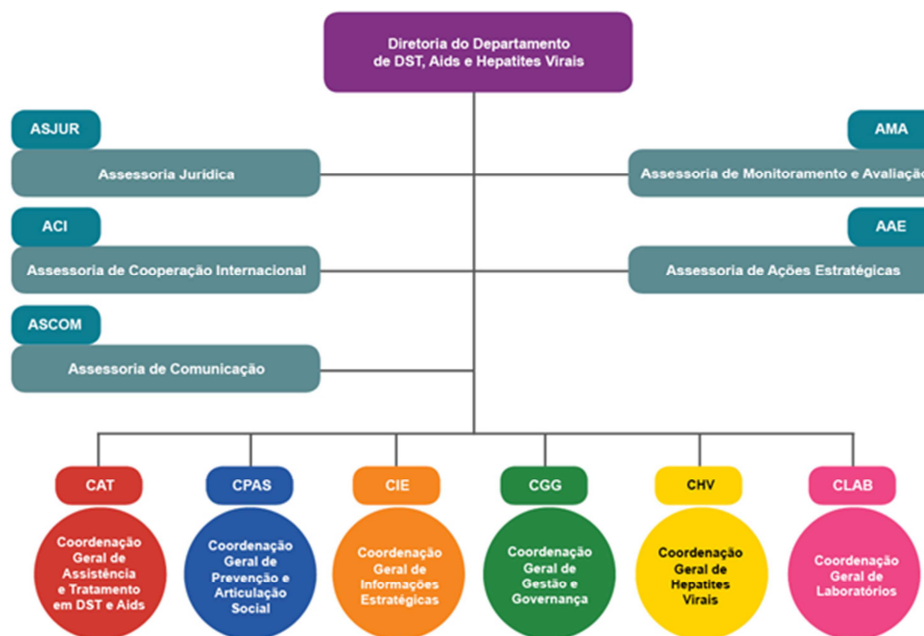 Diretoria do Departamento
de DST, Aids e Hepatites Virais
ASJUR
Assessoria Jurídica
AMA
Assessoria de Monitoramento e Avaliação
ACI
Assessoria de Cooperação Internacional
AAE
Assessoria de Ações Estratégicas
ASCOM
Assessoria de Comunicação
CAT
Coordenação
Geral de
Assistência
e Tratamento
em DST e Aids
CPAS
Coordenação
Geral de
Prevenção e
Articulação
Social
CIE
Coordenação
Geral de
Informações
Estratégicas
CGG
Coordenação
Geral de
Gestão e
Governança
CHV
Coordenação
Geral de
Hepatites
Virais
CLAB
Coordenação
Geral de
Laboratórios